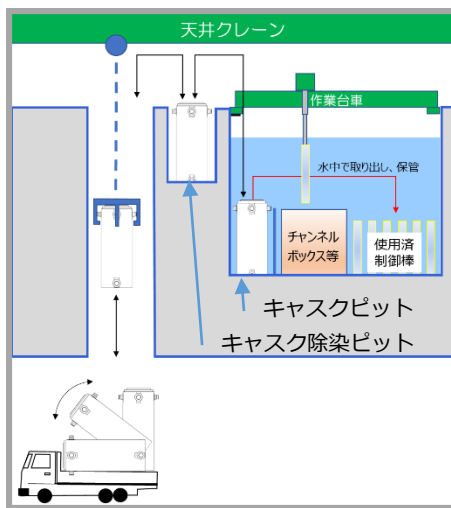 天井クレーン
作業台車
水中で取り出し、保管
チャンネル
ボックス等
使用済
制御棒
キャスクピット
キャスク除染ピット